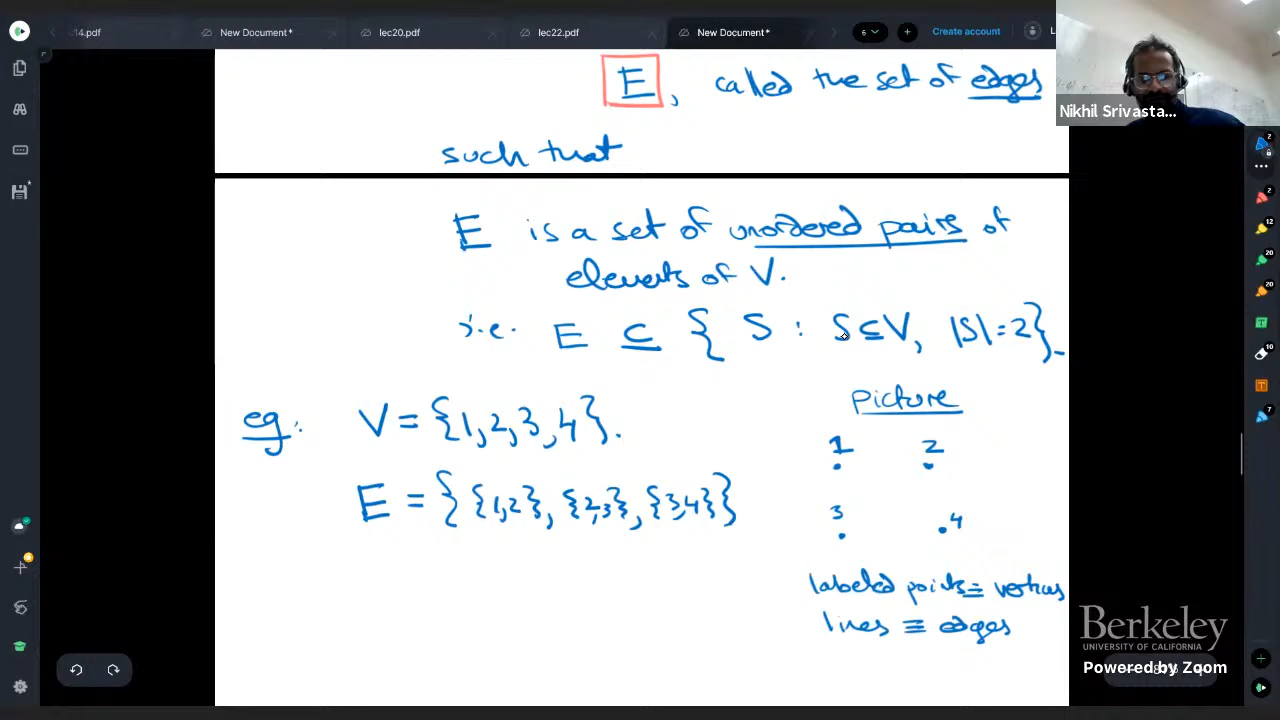 14.pdf
New Document*
lec20.pdf
lec22.pdf
New Document*
6
Create account
E, called the set of edges
such that
Nikhil Srivasta...
E is a set of unordered pairs of
elements of V.
i.e. E ⊆ { S : S⊆V, |S|=2}
eg: V = {1,2,3,4}.
E = {{1,2}, {2,3}, {3,4}}
Picture
1 2
3 4
labeled points ≡ vertices
lines ≡ edges
Berkeley
UNIVERSITY OF CALIFORNIA
Powered by Zoom